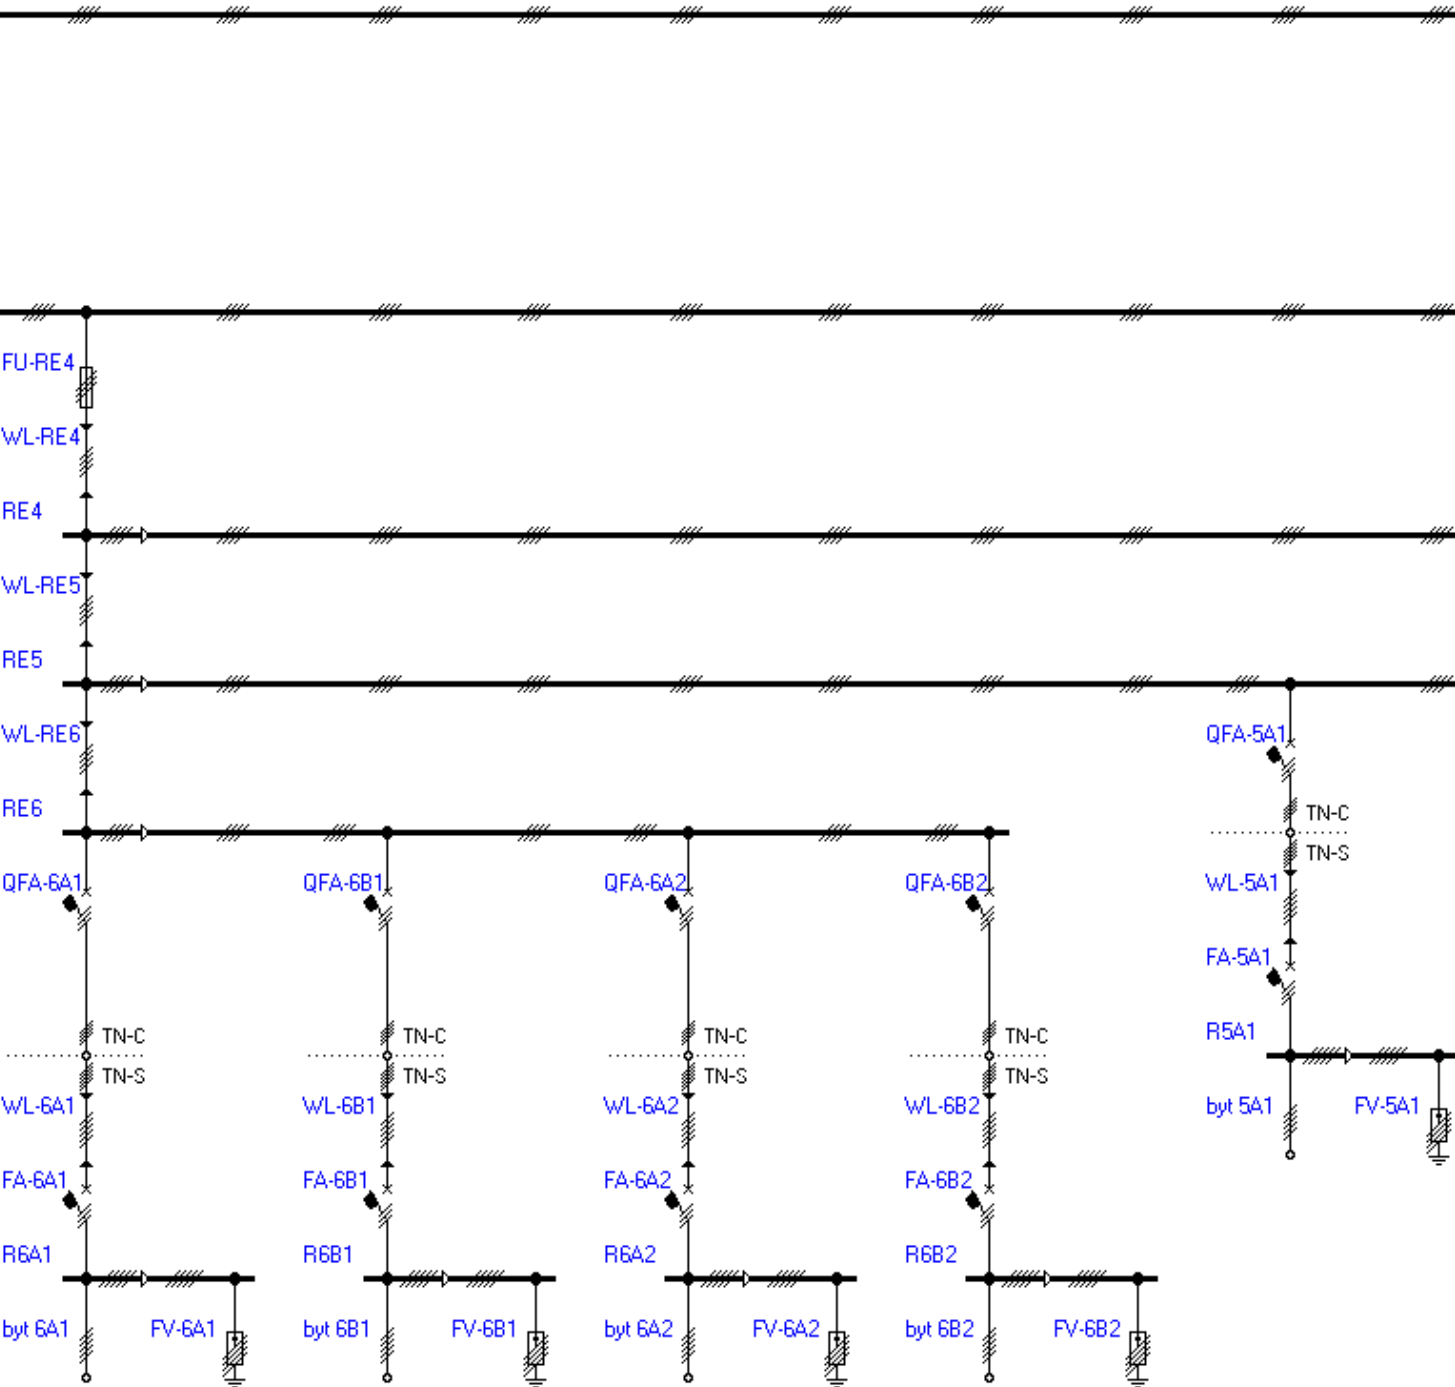 FU-RE4
WL-RE4
RE4
WL-RE5
RE5
WL-RE6 QFA-5A1
RE6 TN-C
TN-S
QFA-6A1 QFA-6B1 QFA-6A2 QFA-6B2 WL-5A1
FA-5A1
TN-C TN-C TN-C TN-C R5A1
TN-S TN-S TN-S TN-S
WL-6A1 WL-6B1 WL-6A2 WL-6B2 byt 5A1 FV-5A1
FA-6A1 FA-6B1 FA-6A2 FA-6B2
R6A1 R6B1 R6A2 R6B2
byt 6A1 FV-6A1 byt 6B1 FV-6B1 byt 6A2 FV-6A2 byt 6B2 FV-6B2